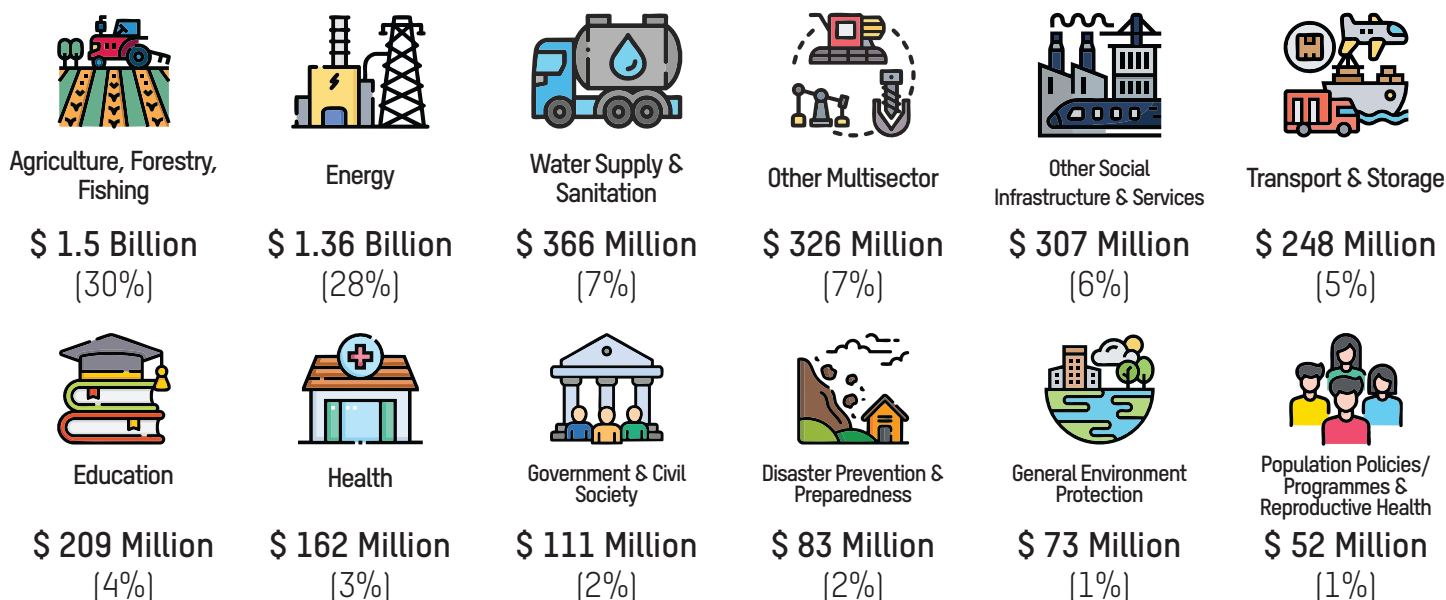 Agriculture, Forestry,
Fishing
$ 1.5 Billion
(30%)
Energy
$ 1.36 Billion
(28%)
Water Supply &
Sanitation
$ 366 Million
(7%)
Other Multisector
$ 326 Million
(7%)
Other Social
Infrastructure & Services
$ 307 Million
(6%)
Transport & Storage
$ 248 Million
(5%)
Education
$ 209 Million
(4%)
Health
$ 162 Million
(3%)
Government & Civil
Society
$ 111 Million
(2%)
Disaster Prevention &
Preparedness
$ 83 Million
(2%)
General Environment
Protection
$ 73 Million
(1%)
Population Policies/
Programmes &
Reproductive Health
$ 52 Million
(1%)